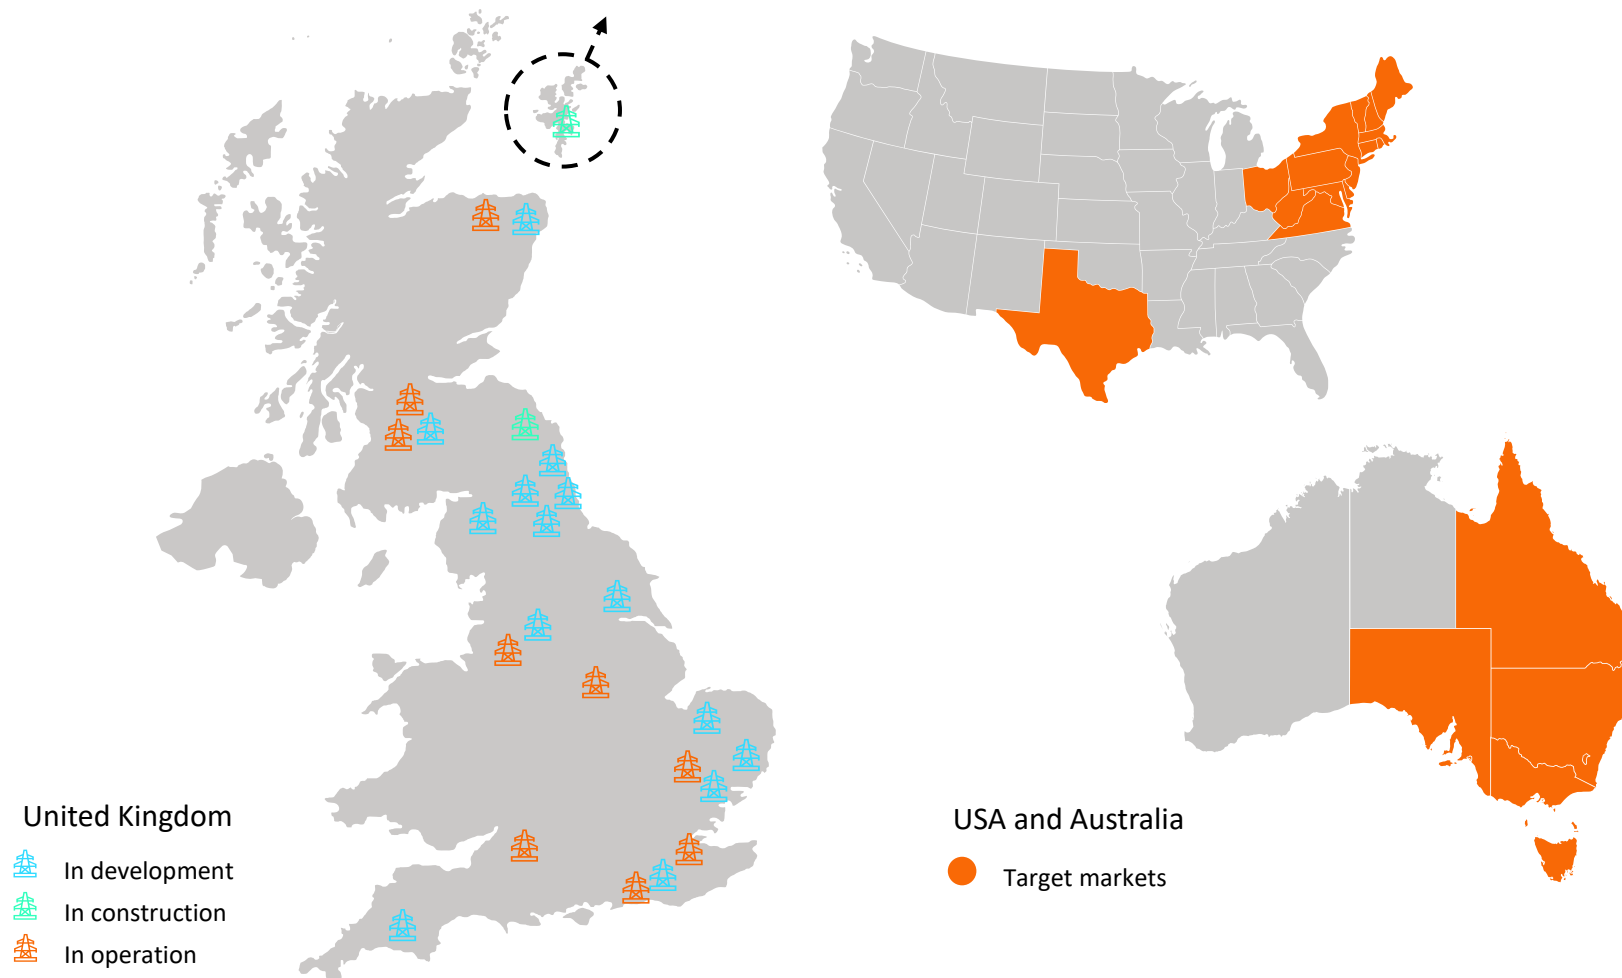 United Kingdom
In development
In construction
In operation
USA and Australia
Target markets